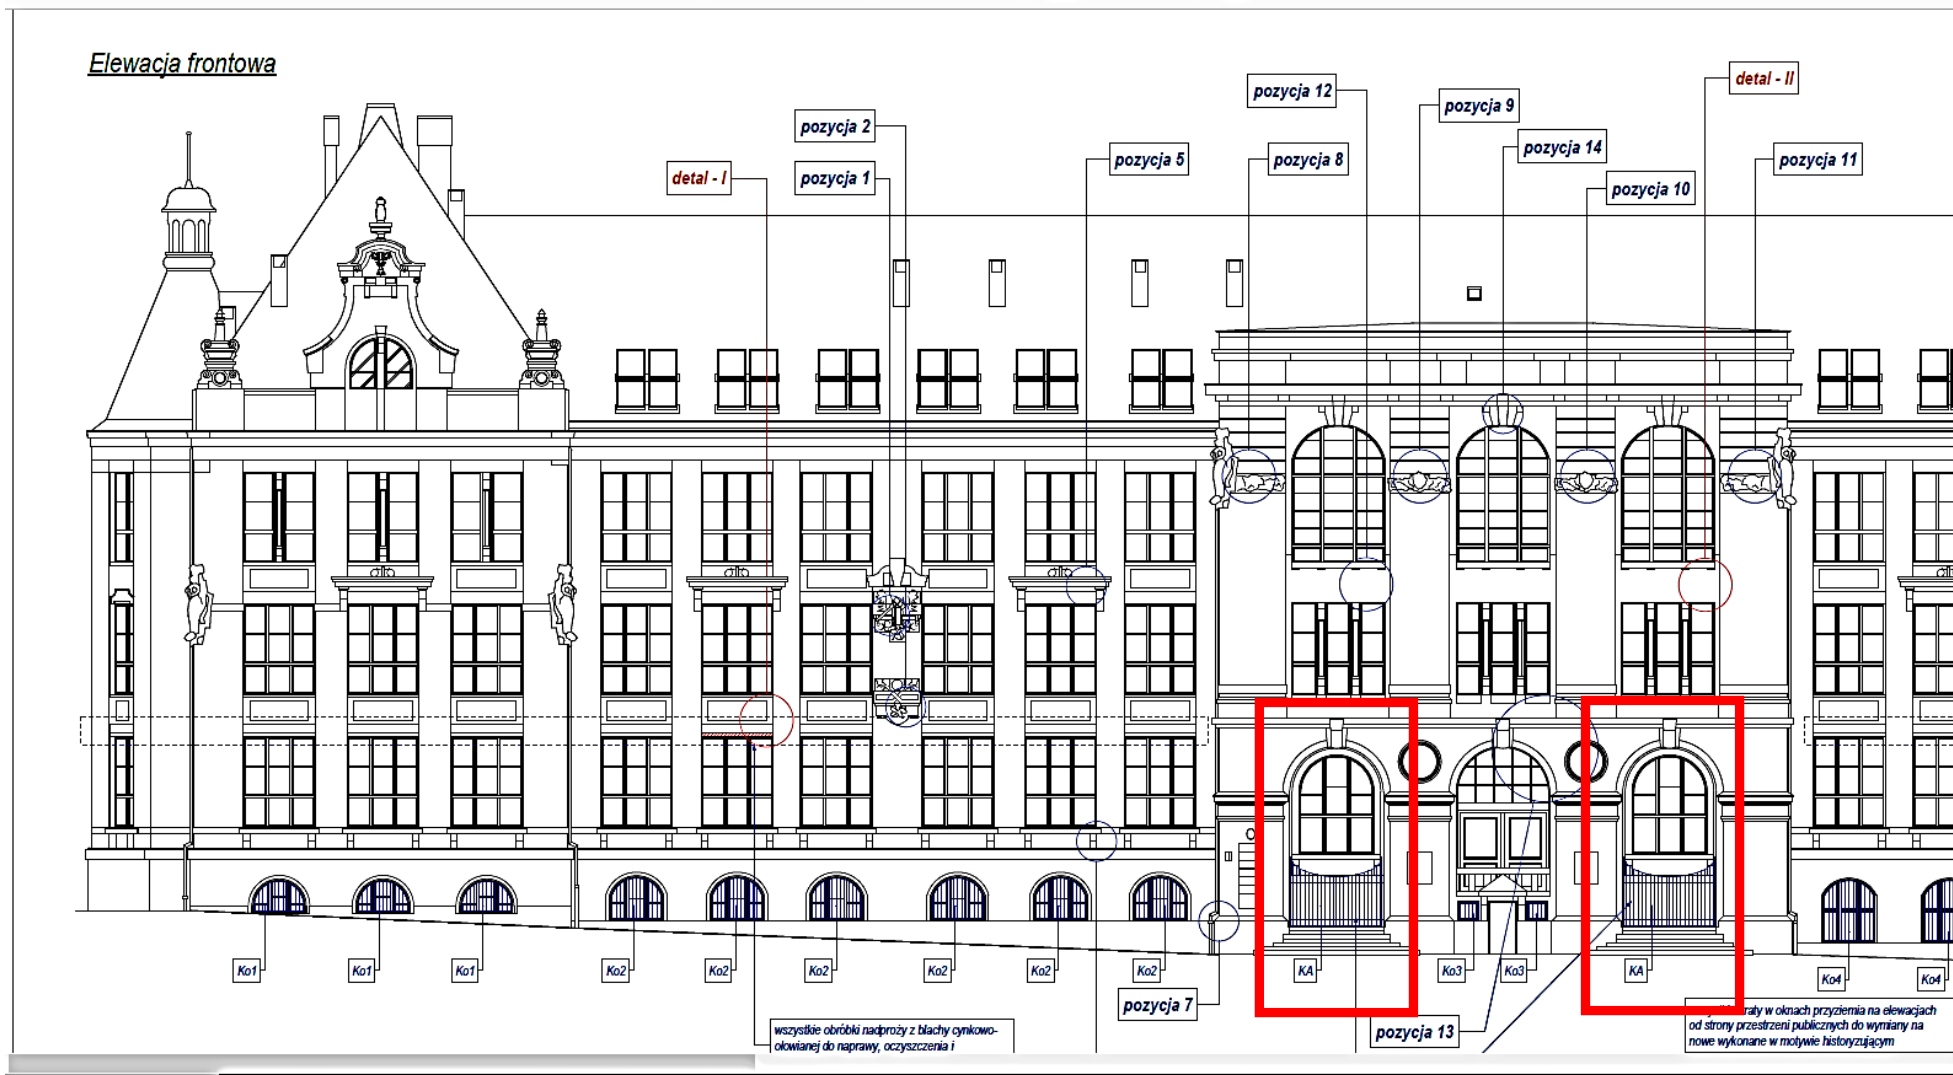 Elewacja frontowa
detal - II
pozycja 12
pozycja 9
pozycja 2
pozycja 14
pozycja 5
pozycja 8
pozycja 11
detal - I
pozycja 1
pozycja 10
Ko1
Ko1
Ko1
Ko2
Ko2
Ko2
Ko2
Ko2
Ko2
KA
Ko3
Ko3
KA
Ko4
Ko4
pozycja 7
pozycja 13
wszystkie obróbki nadproży z blachy cynkowo-
ołowianej do naprawy, oczyszczenia i
w oknach przyziemia na elewacjach
od strony przestrzeni publicznych do wymiany na
nowe wykonane w motywie historyzującym